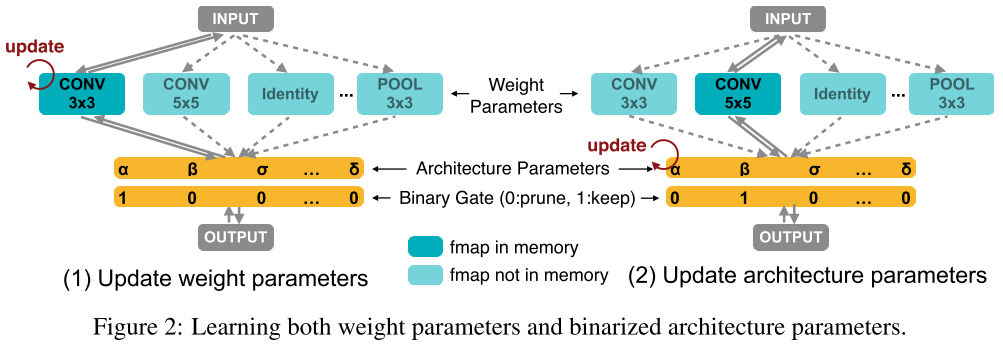 INPUT
update
CONV
3x3
CONV
5x5
Identity
...
POOL
3x3
α β σ ... δ
1 0 0 ... 0
OUTPUT
(1) Update weight parameters
Weight
Parameters
Architecture Parameters
Binary Gate (0:prune, 1:keep)
fmap in memory
fmap not in memory
INPUT
CONV
3x3
CONV
5x5
Identity
...
POOL
3x3
update
α β σ ... δ
0 1 0 ... 0
OUTPUT
(2) Update architecture parameters
Figure 2: Learning both weight parameters and binarized architecture parameters.